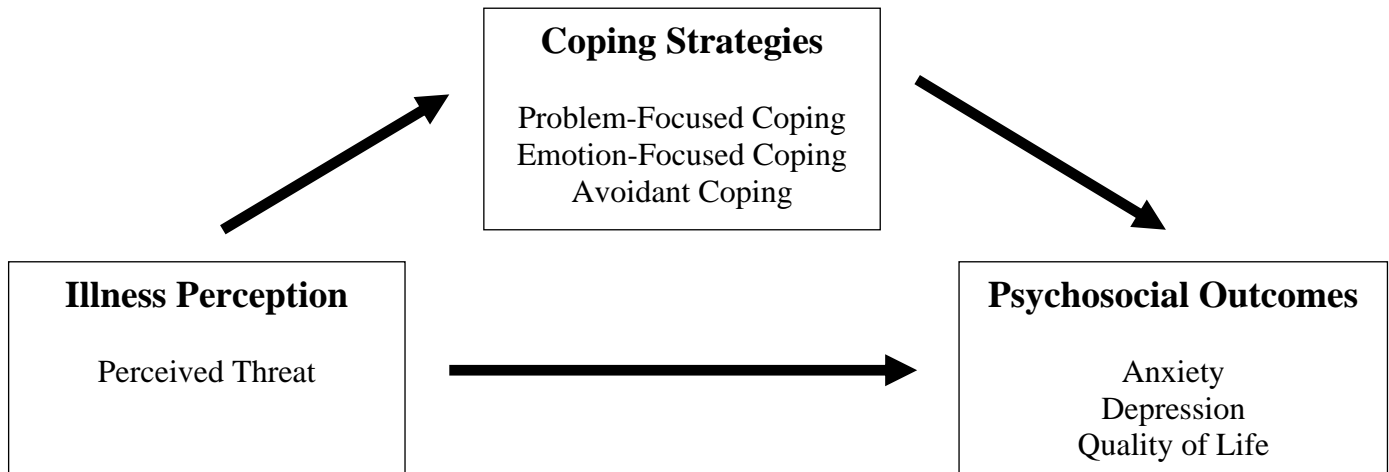 Coping Strategies
Problem-Focused Coping
Emotion-Focused Coping
Avoidant Coping
Illness Perception
Perceived Threat
Psychosocial Outcomes
Anxiety
Depression
Quality of Life